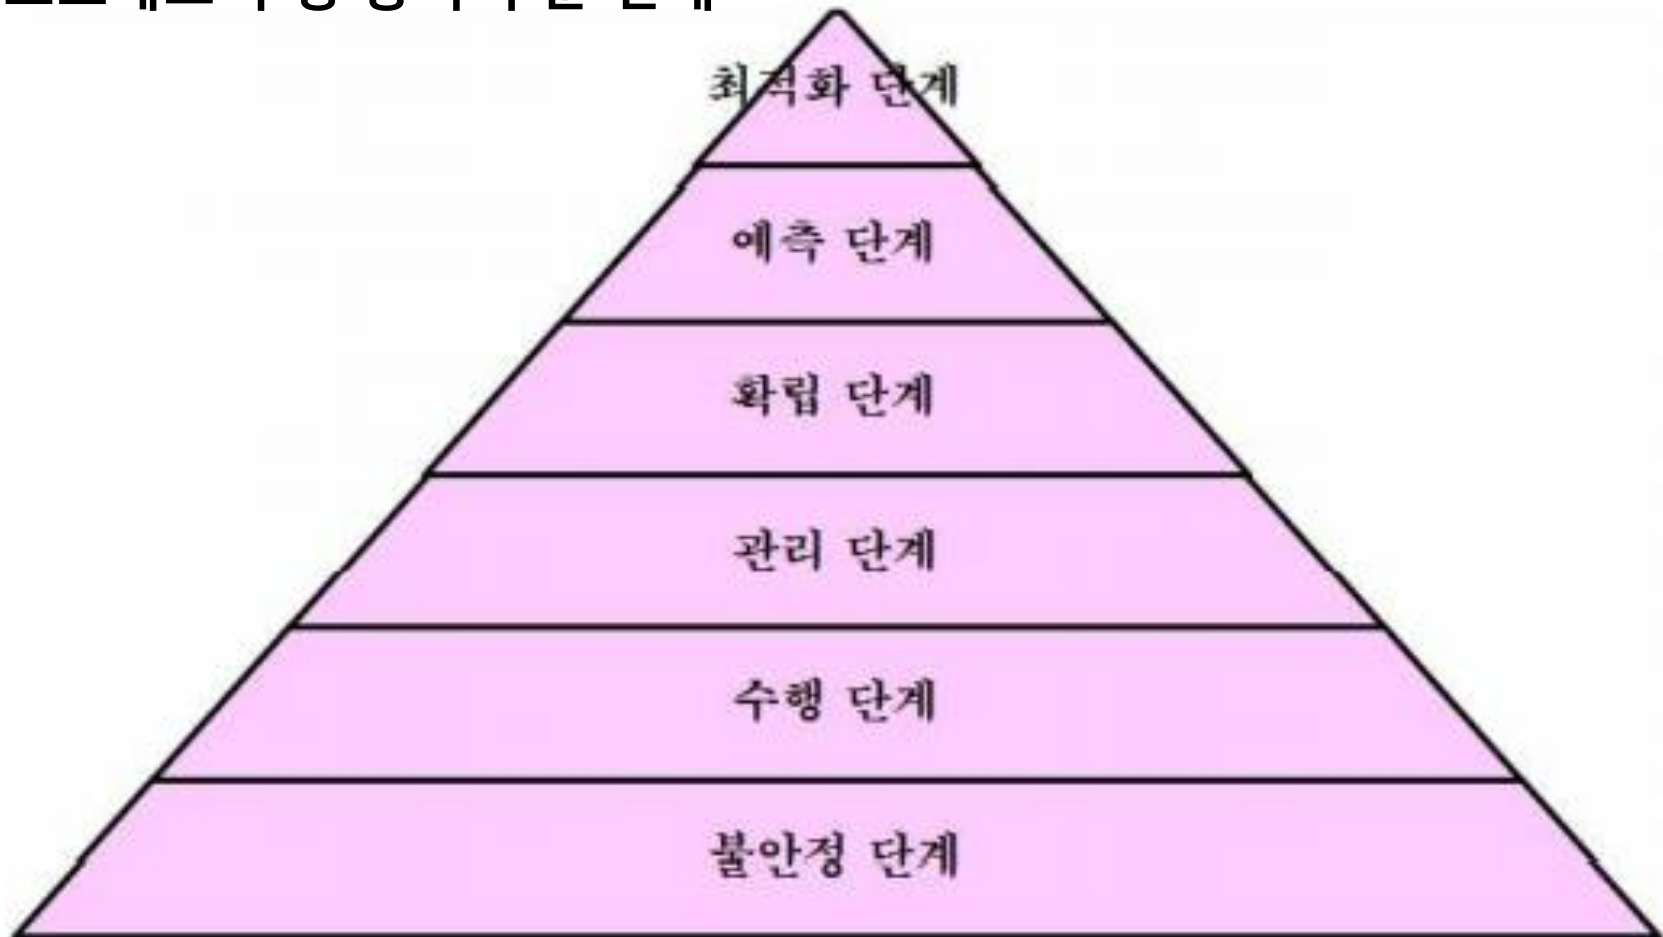 최적화 단계
예측 단계
확립 단계
관리 단계
수행 단계
불안정 단계